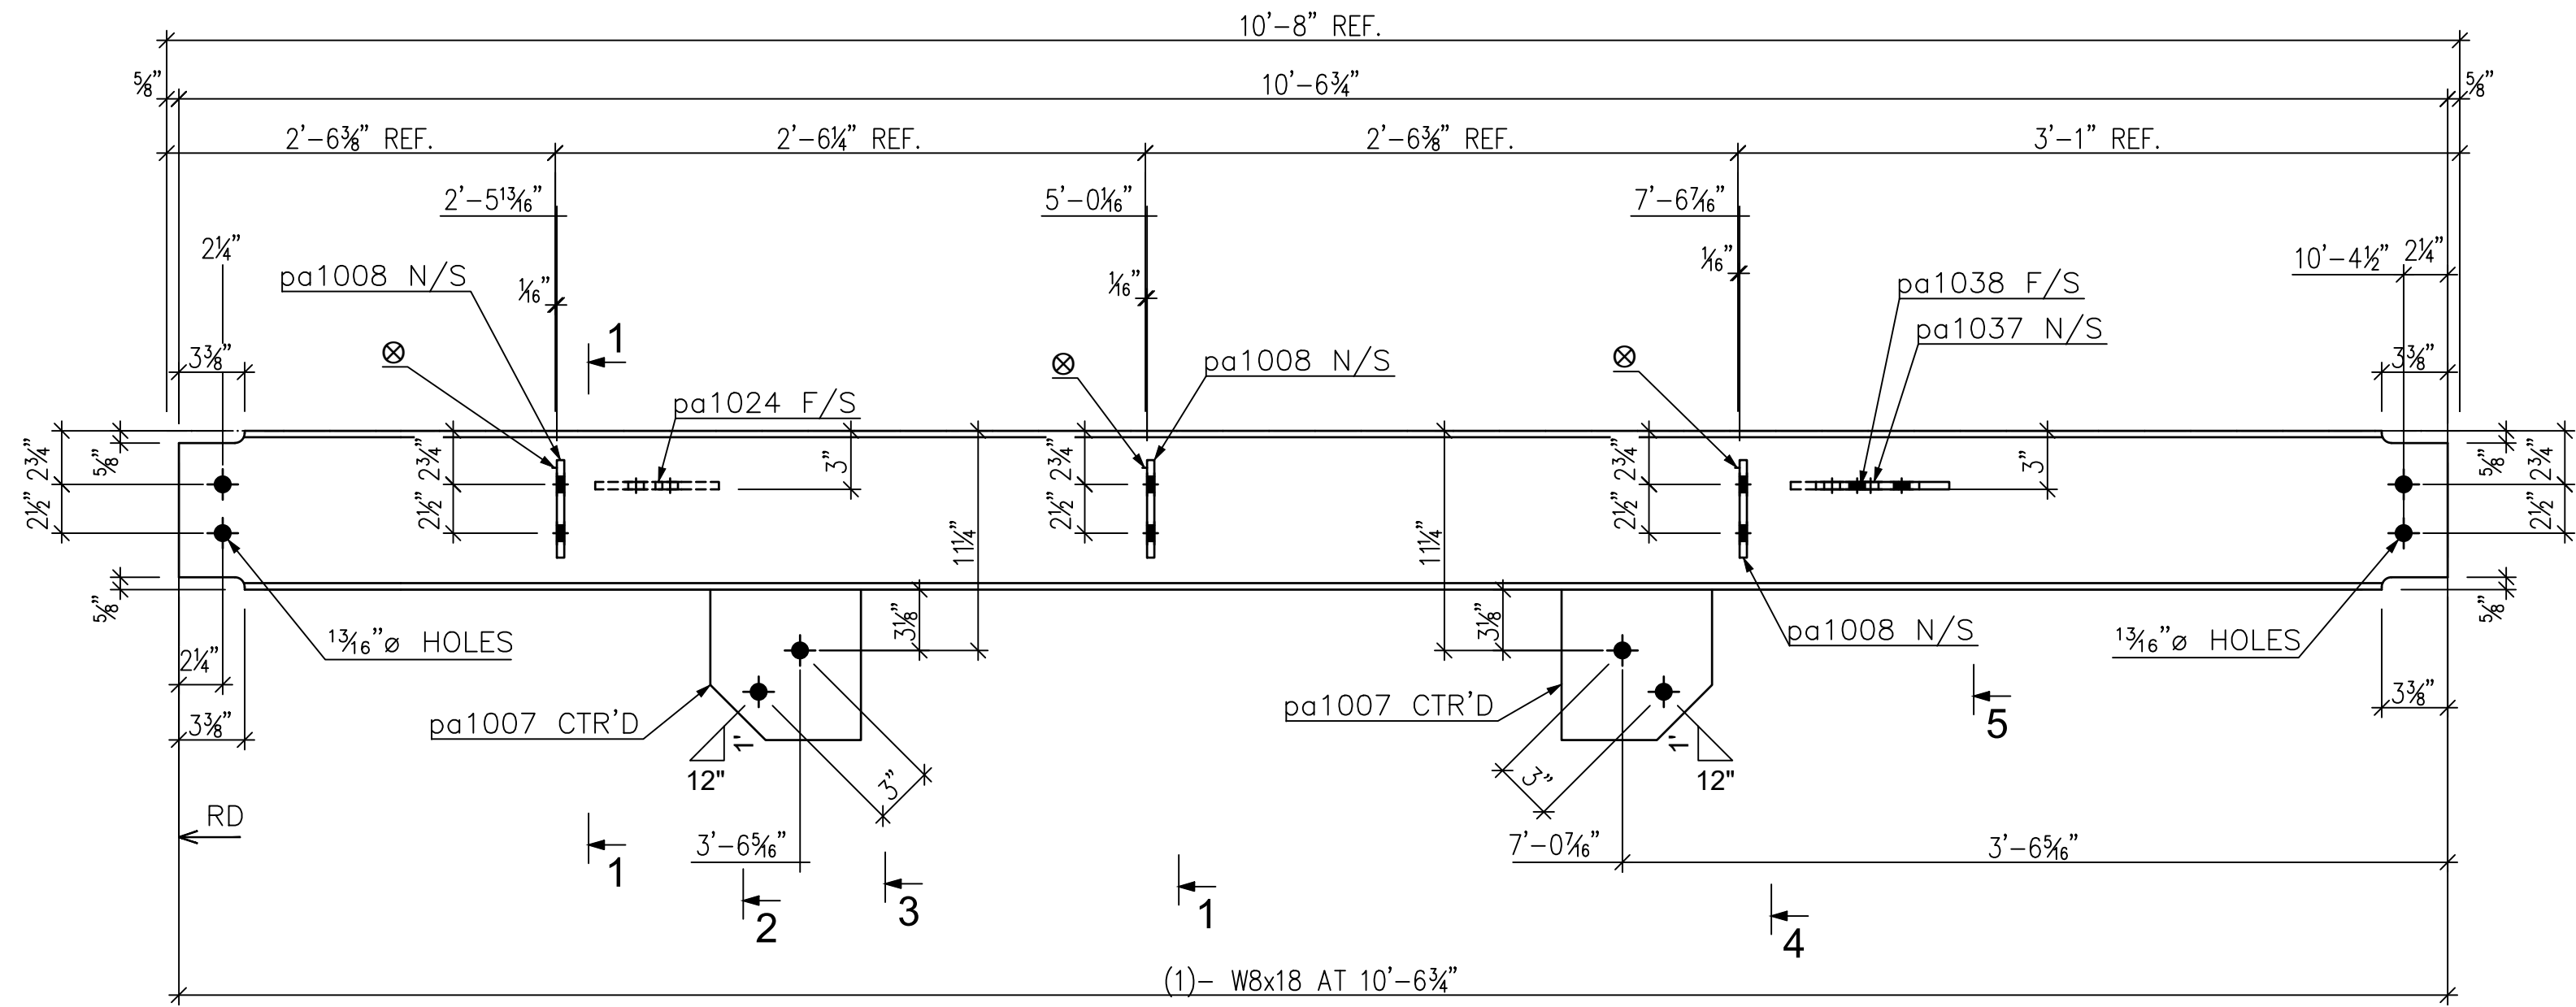 10'-8" REF.
5/8" 10'-6 3/4" 5/8"
2'-6 3/8" REF. 2'-6 1/4" REF. 2'-6 3/8" REF. 3'-1" REF.
2'-5 13/16" 5'-0 1/16" 7'-6 7/16"
2 1/4" 10'-4 1/2" 2 1/4"
pa1008 N/S 1/16" 1/16" 1/16" pa1038 F/S
pa1037 N/S
3 3/8" ⊗ 1 ⊗ pa1008 N/S ⊗ 3 3/8"
pa1024 F/S
2 3/4" 5/8" 2 3/4" 3" 2 3/4" 2 3/4" 3" 5/8" 2 3/4"
2 1/2" 2 1/2" 11 1/4" 2 1/2" 11 1/4" 2 1/2" 2 1/2"
5/8" 3 1/8" 3 1/8" 5/8"
13/16"ø HOLES pa1008 N/S 13/16"ø HOLES
2 1/4"
3 3/8" pa1007 CTR'D pa1007 CTR'D 5 3 3/8"
1' 1'
12" 3" 3" 12"
RD
1 3'-6 5/16" 7'-0 7/16" 3'-6 5/16"
2 3 1 4
(1)- W8x18 AT 10'-6 3/4"